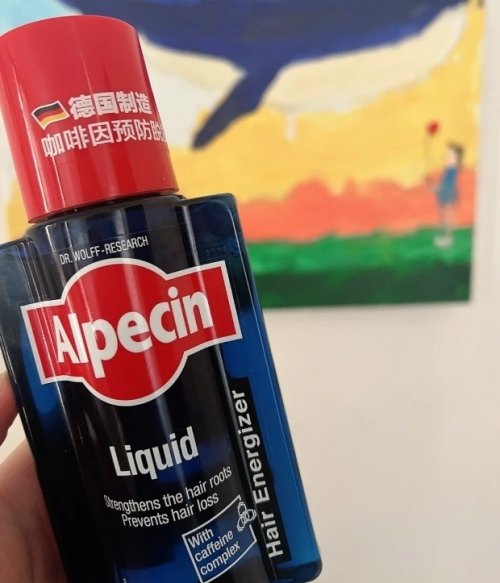 德国制造
咖啡因预防脱
DR. WOLFF-RESEARCH
Alpecin
Liquid
Strengthens the hair roots
Prevents hair loss
With
caffeine
complex
Hair Energizer